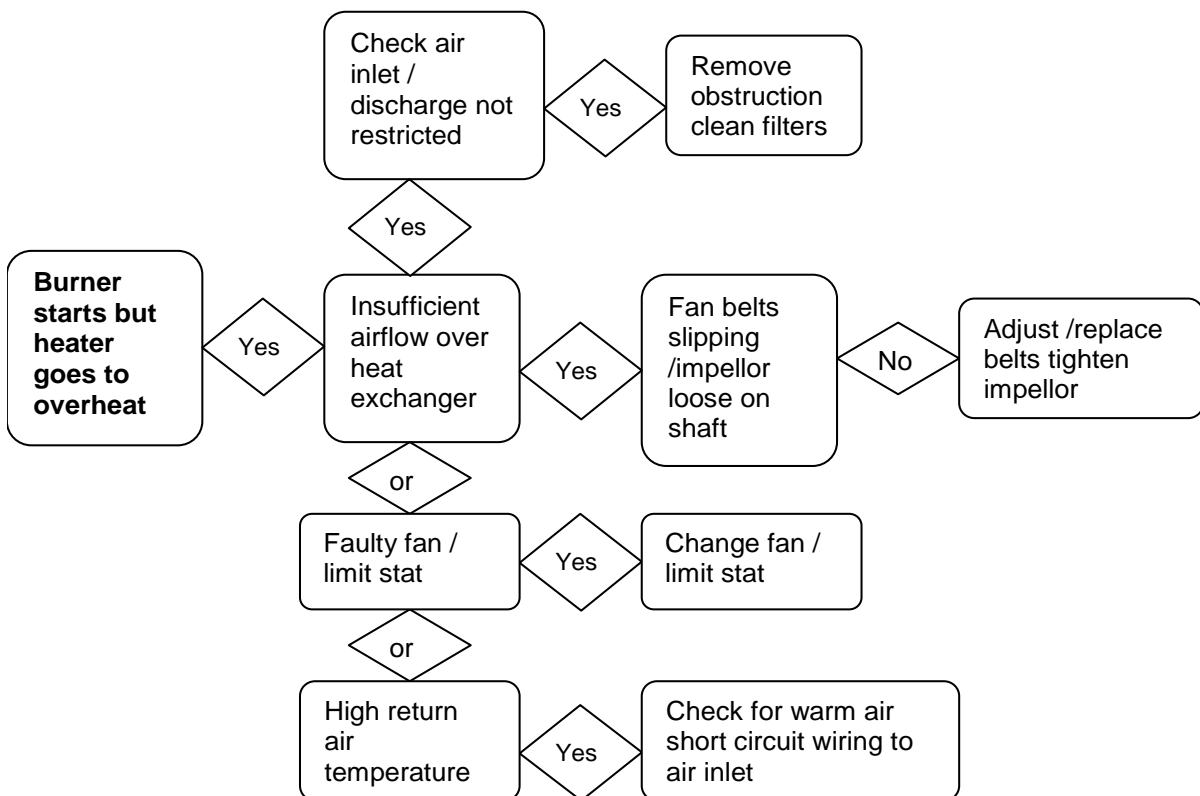 Check air
inlet /
discharge not
restricted
Yes
Remove
obstruction
clean filters
Yes
Burner
starts but
heater
goes to
overheat
Yes
Insufficient
airflow over
heat
exchanger
Yes
Fan belts
slipping
/impellor
loose on
shaft
No
Adjust /replace
belts tighten
impellor
or
Faulty fan /
limit stat
Yes
Change fan /
limit stat
or
High return
air
temperature
Yes
Check for warm air
short circuit wiring to
air inlet